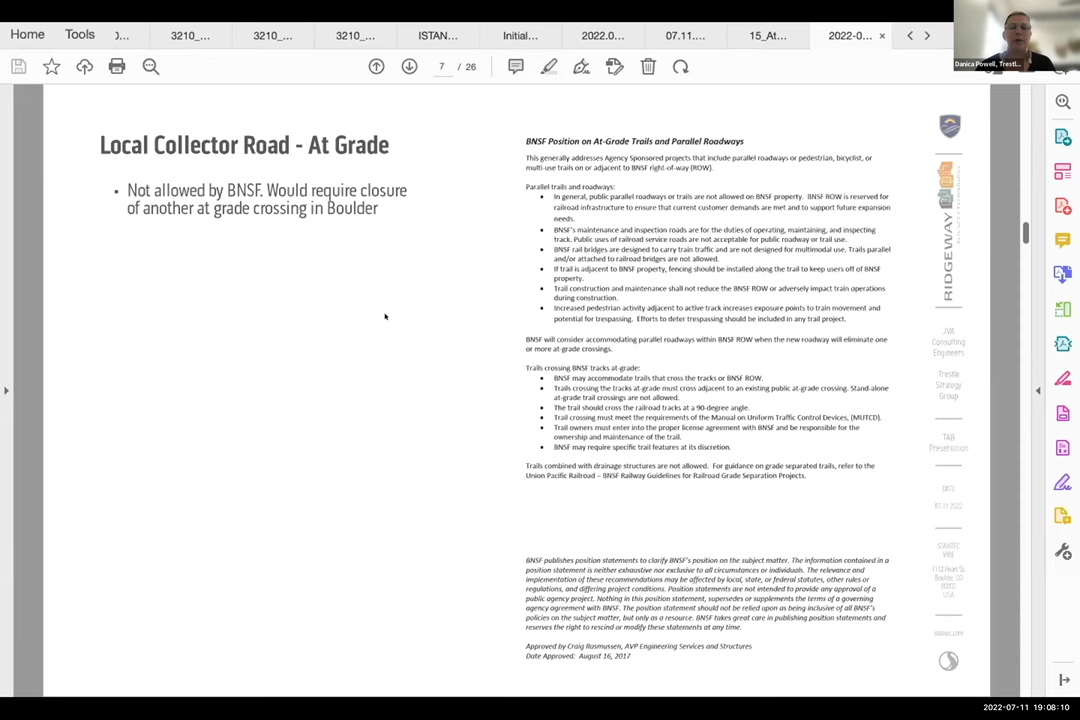 Home
Tools
)...
3210_...
3210_...
3210_...
ISTAN...
Initial...
2022.0...
07.11,...
15_At...
2022-0... ×
Danica Powell, Trestl...
7 / 26
Local Collector Road - At Grade
▪ Not allowed by BNSF. Would require closure
of another at grade crossing in Boulder
BNSF Position on At-Grade Trails and Parallel Roadways
This generally addresses Agency Sponsored projects that include parallel roadways or pedestrian, bicyclist, or
multi-use trails on or adjacent to BNSF right-of-way (ROW).
Parallel trails and roadways:
• In general, public parallel roadways or trails are not allowed on BNSF property. BNSF ROW is reserved for
railroad infrastructure to ensure that current customer demands are met and to support future expansion
needs.
• BNSF's maintenance and inspection roads are for the duties of operating, maintaining, and inspecting
track. Public uses of railroad service roads are not acceptable for public roadway or trail use.
• BNSF rail bridges are designed to carry train traffic and are not designed for multimodal use. Trails parallel
and/or attached to railroad bridges are not allowed.
• If trail is adjacent to BNSF property, fencing should be installed along the trail to keep users off of BNSF
property.
• Trail construction and maintenance shall not reduce the BNSF ROW or adversely impact train operations
during construction.
• Increased pedestrian activity adjacent to active track increases exposure points to train movement and
potential for trespassing. Efforts to deter trespassing should be included in any trail project.
BNSF will consider accommodating parallel roadways within BNSF ROW when the new roadway will eliminate one
or more at-grade crossings.
Trails crossing BNSF tracks at-grade:
• BNSF may accommodate trails that cross the tracks or BNSF ROW.
• Trails crossing the tracks at-grade must cross adjacent to an existing public at-grade crossing. Stand-alone
at-grade trail crossings are not allowed.
• The trail should cross the railroad tracks at a 90-degree angle.
• Trail crossing must meet the requirements of the Manual on Uniform Traffic Control Devices, (MUTCD).
• Trail owners must enter into the proper license agreement with BNSF and be responsible for the
ownership and maintenance of the trail.
• BNSF may require specific trail features at its discretion.
Trails combined with drainage structures are not allowed. For guidance on grade separated trails, refer to the
Union Pacific Railroad – BNSF Railway Guidelines for Railroad Grade Separation Projects.
BNSF publishes position statements to clarify BNSF's position on the subject matter. The information contained in a
position statement is neither exhaustive nor exclusive to all circumstances or individuals. The relevance and
implementation of these recommendations may be affected by local, state, or federal statutes, other rules or
regulations, and differing project conditions. Position statements are not intended to provide any approval of a
public agency project. Nothing in this position statement, supersedes or supplements the terms of a governing
agency agreement with BNSF. The position statement should not be relied upon as being inclusive of all BNSF's
policies on the subject matter, but only as a resource. BNSF takes great care in publishing position statements and
reserves the right to rescind or modify these statements at any time.
Approved by Craig Rasmussen, AVP Engineering Services and Structures
Date Approved: August 16, 2017
RIDGEWAY
SCIENCE + TECHNOLOGY
JVA
Consulting
Engineers
Trestle
Strategy
Group
TAB
Presentation
DATE
07.11.2022
STANTEC
VIBE
1112 Pearl St,
Boulder, CO
80302
USA
stantec.com
2022-07-11 19:08:10